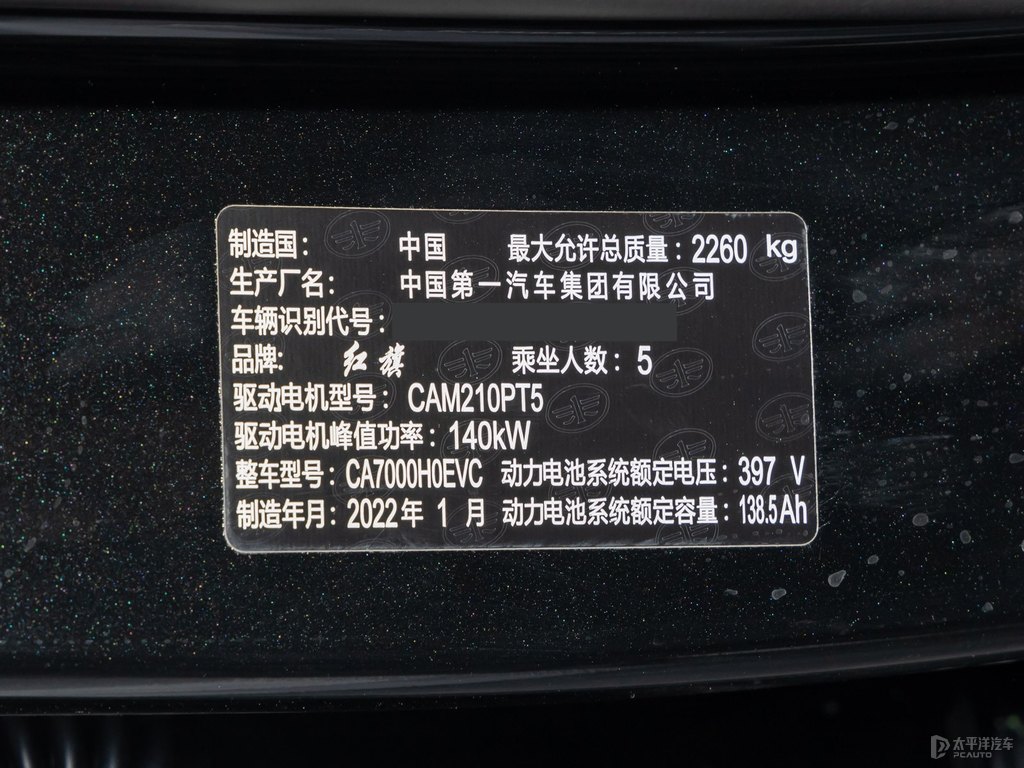 制造国： 中国 最大允许总质量：2260 kg
生产厂名： 中国第一汽车集团有限公司
车辆识别代号：
品牌： 红旗 乘坐人数：5
驱动电机型号：CAM210PT5
驱动电机峰值功率：140kW
整车型号：CA7000H0EVC 动力电池系统额定电压：397 V
制造年月：2022年 1 月 动力电池系统额定容量：138.5Ah
太平洋汽车
PCAUTO